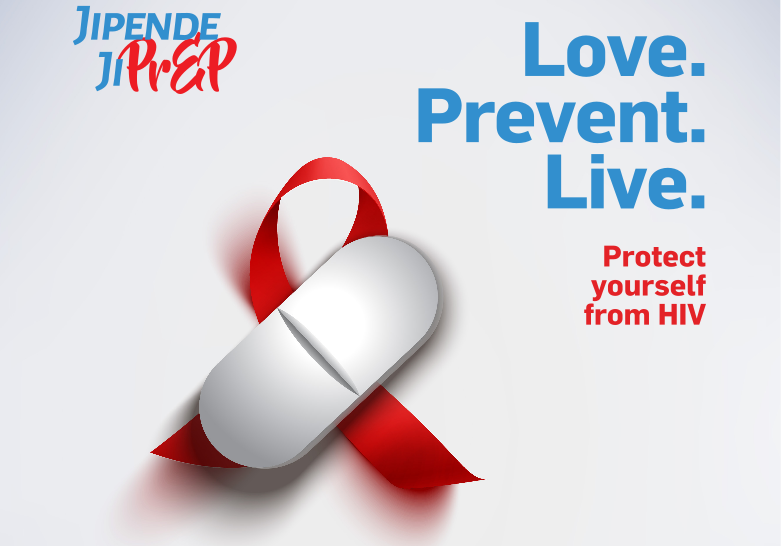 JIPENDE
JIPrEP
Love.
Prevent.
Live.
Protect
yourself
from HIV